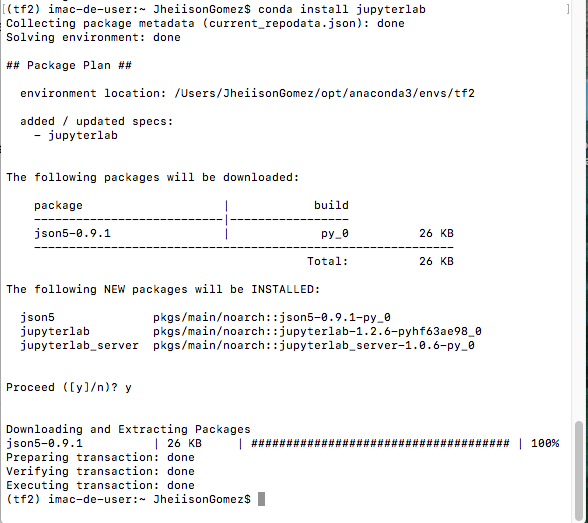 [(tf2) imac-de-user:~ JheiisonGomez$ conda install jupyterlab ]
Collecting package metadata (current_repodata.json): done
Solving environment: done
## Package Plan ##
environment location: /Users/JheiisonGomez/opt/anaconda3/envs/tf2
added / updated specs:
- jupyterlab
The following packages will be downloaded:
package | build
---------------------------|-----------------
json5-0.9.1 | py_0 26 KB
------------------------------------------------------------
Total: 26 KB
The following NEW packages will be INSTALLED:
json5 pkgs/main/noarch::json5-0.9.1-py_0
jupyterlab pkgs/main/noarch::jupyterlab-1.2.6-pyhf63ae98_0
jupyterlab_server pkgs/main/noarch::jupyterlab_server-1.0.6-py_0
Proceed ([y]/n)? y
Downloading and Extracting Packages
json5-0.9.1 | 26 KB | ##################################### | 100%
Preparing transaction: done
Verifying transaction: done
Executing transaction: done
(tf2) imac-de-user:~ JheiisonGomez$